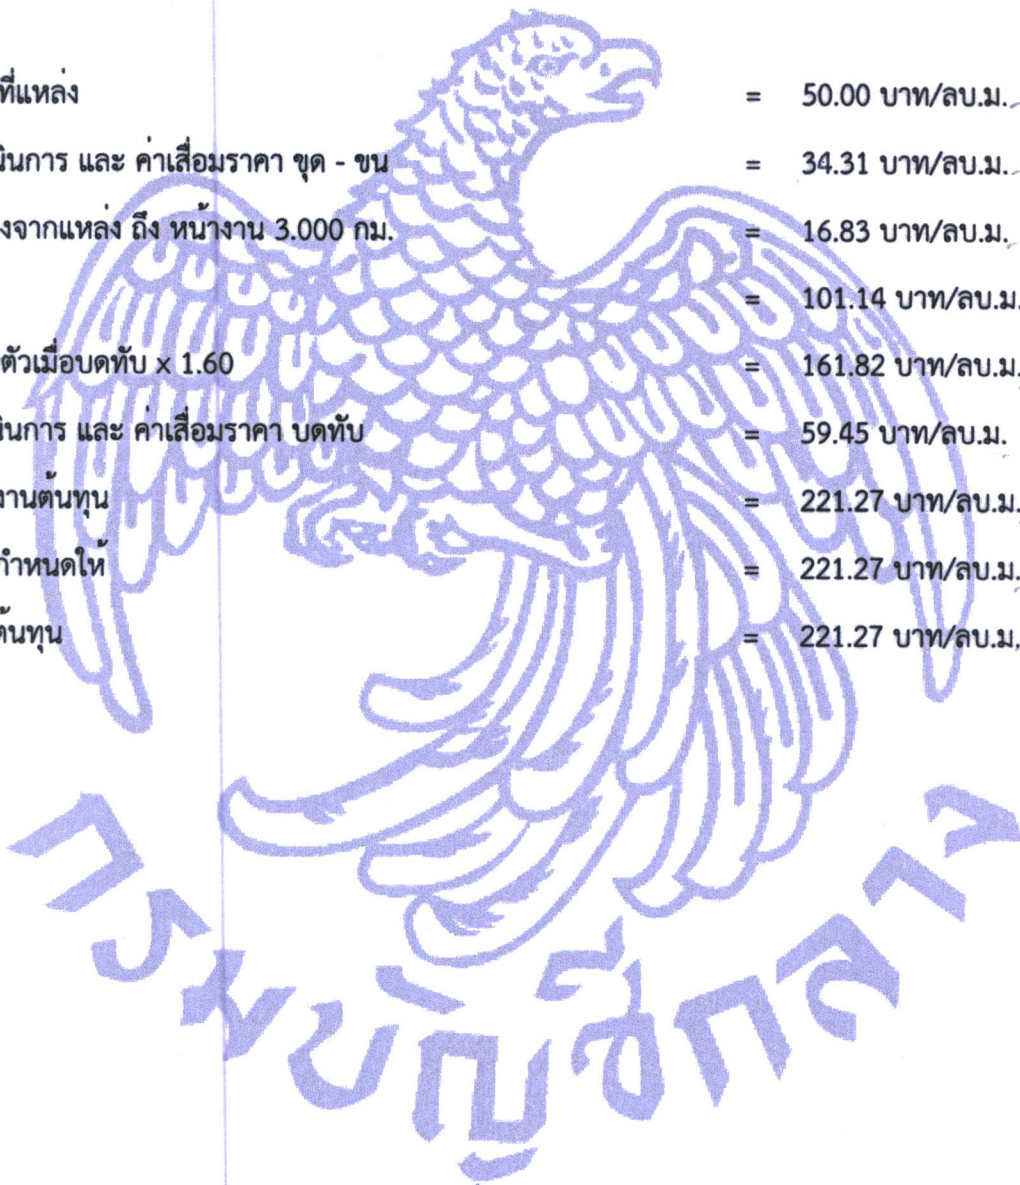 ที่แหล่ง = 50.00 บาท/ลบ.ม.
นินการ และ ค่าเสื่อมราคา ขุด - ขน = 34.31 บาท/ลบ.ม.
งจากแหล่ง ถึง หน้างาน 3.000 กม. = 16.83 บาท/ลบ.ม.
= 101.14 บาท/ลบ.ม.
ตัวเมื่อบดทับ x 1.60 = 161.82 บาท/ลบ.ม.
นินการ และ ค่าเสื่อมราคา บดทับ = 59.45 บาท/ลบ.ม.
งานต้นทุน = 221.27 บาท/ลบ.ม.
กำหนดให้ = 221.27 บาท/ลบ.ม.
ต้นทุน = 221.27 บาท/ลบ.ม.
กรมบัญชีกลาง